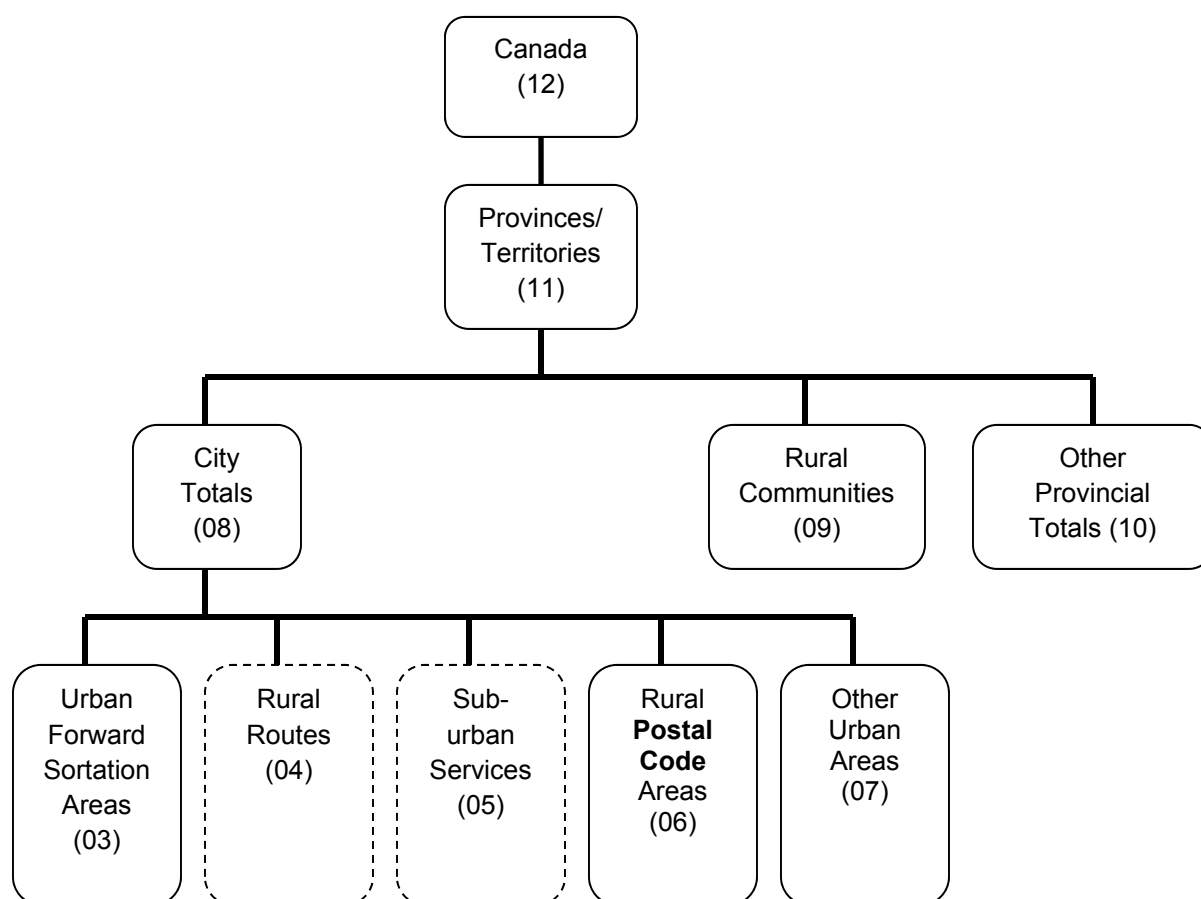 Canada
(12)
Provinces/
Territories
(11)
City
Totals
(08)
Rural
Communities
(09)
Other
Provincial
Totals (10)
Urban
Forward
Sortation
Areas
(03)
Rural
Routes
(04)
Sub-
urban
Services
(05)
Rural
Postal
Code
Areas
(06)
Other
Urban
Areas
(07)